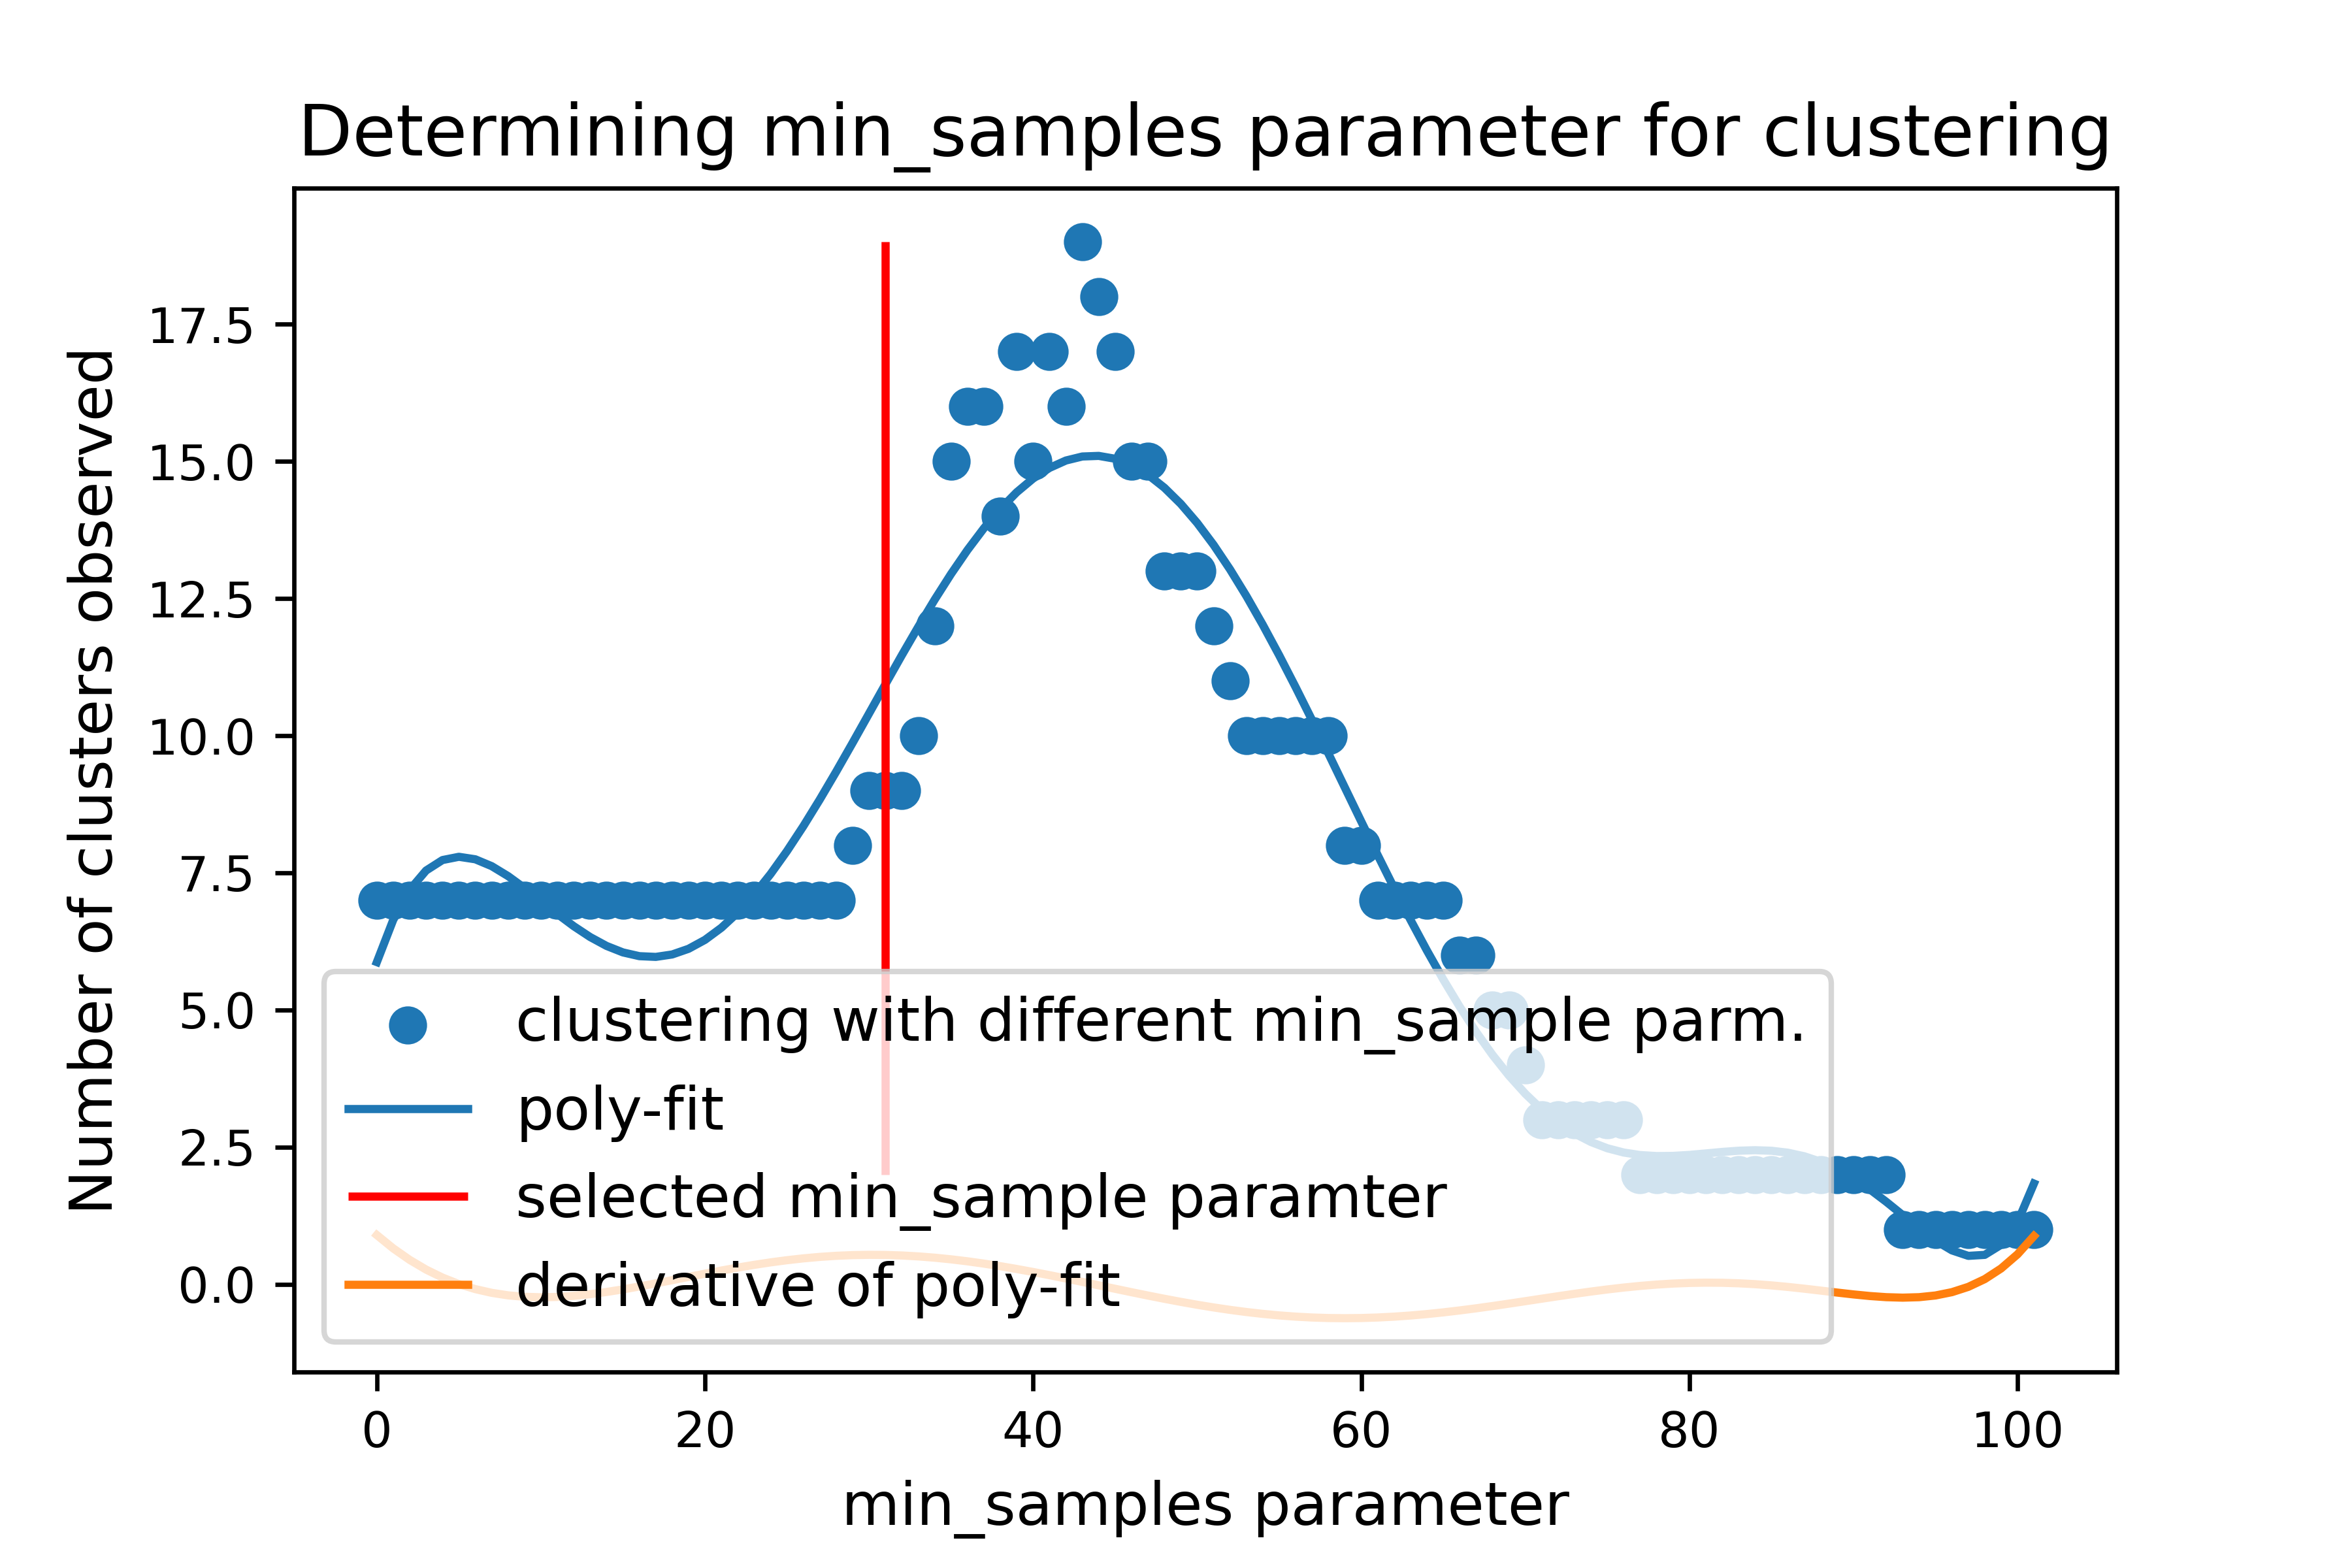 Determining min_samples parameter for clustering
Number of clusters observed
17.5
15.0
12.5
10.0
7.5
5.0
2.5
0.0
clustering with different min_sample parm.
poly-fit
selected min_sample paramter
derivative of poly-fit
0 20 40 60 80 100
min_samples parameter